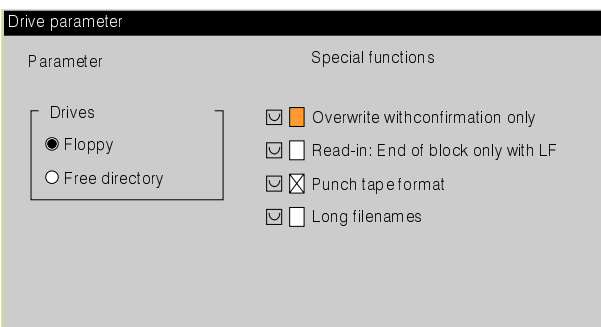 Drive parameter
Parameter
Special functions
Drives
Floppy
Free directory
Overwrite withconfirmation only
Read-in: End of block only with LF
Punch tape format
Long filenames